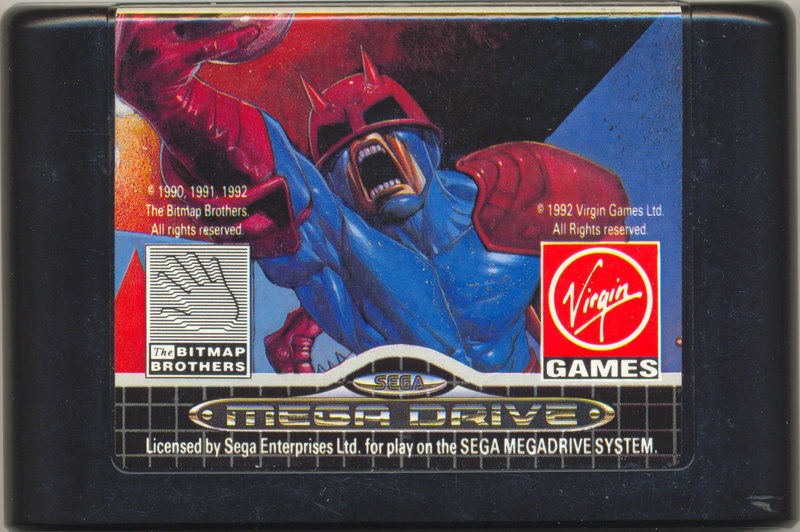 © 1990, 1991, 1992
The Bitmap Brothers.
All rights reserved.
© 1992 Virgin Games Ltd.
All Rights reserved.
The BITMAP
BROTHERS
Virgin
GAMES
SEGA
MEGA DRIVE
Licensed by Sega Enterprises Ltd. for play on the SEGA MEGADRIVE SYSTEM.